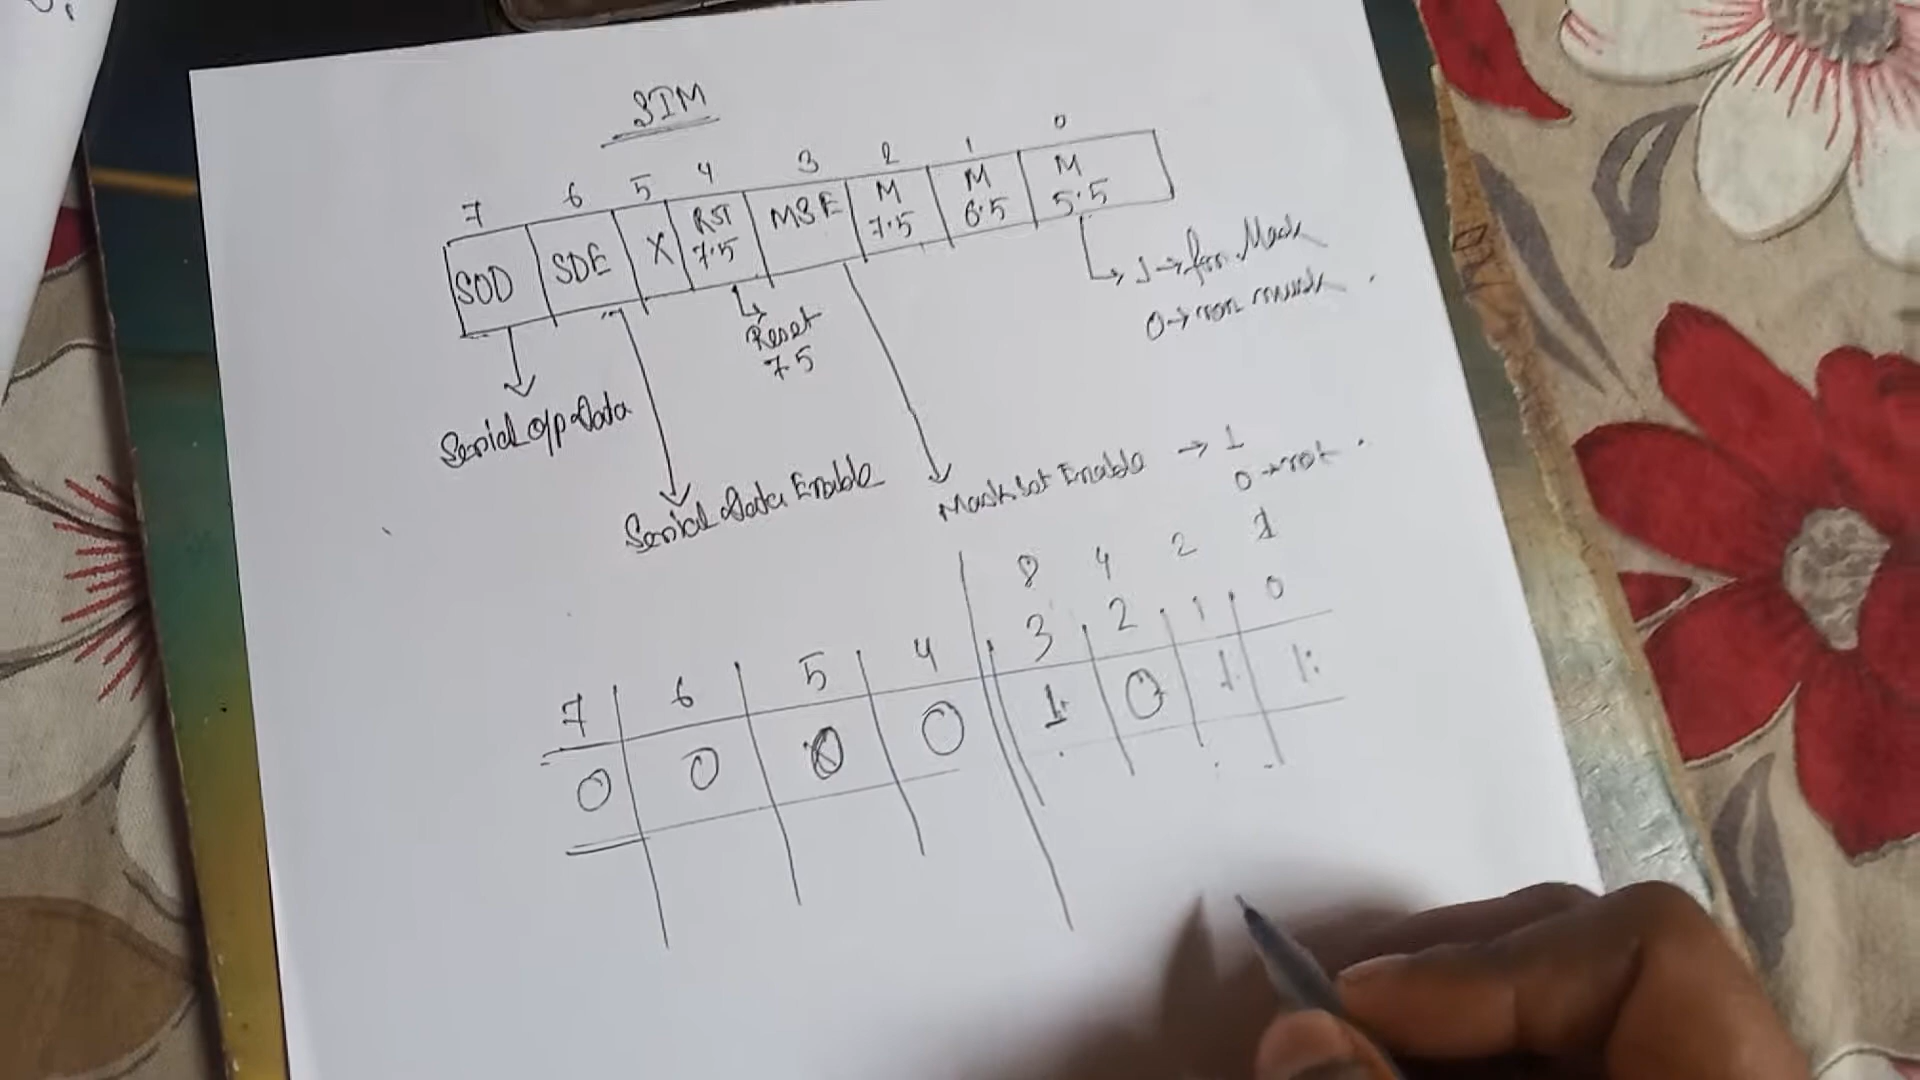 SIM
7 6 5 4 3 2 1 0
SOD SDE X RST 7.5 MSE M 7.5 M 6.5 M 5.5
1→for Mask
0→non mask
Reset
7.5
Serial o/p Data
Serial Data Enable
Mask Set Enable → 1
0→not
8 4 2 1
7 6 5 4 3 2 1 0
0 0 0 0 1 0 1 1